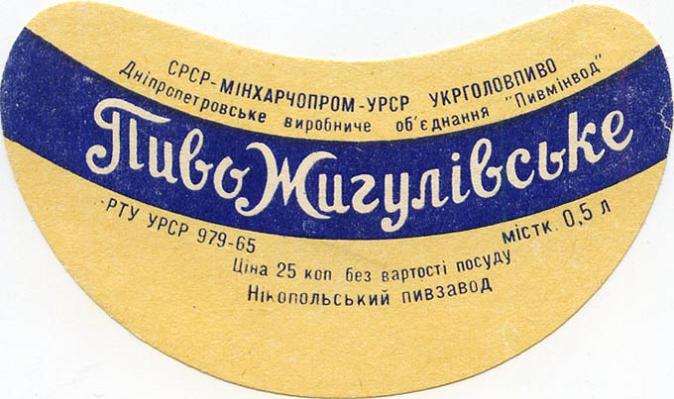 СРСР-МІНХАРЧОПРОМ-УРСР УКРГОЛОВПИВО
Дніпропетровське виробниче об'єднання "Пивмінвод"
Пиво Жигулівське
РТУ УРСР 979-65
містк. 0,5 л
Ціна 25 коп без вартості посуду
Нікопольський пивзавод